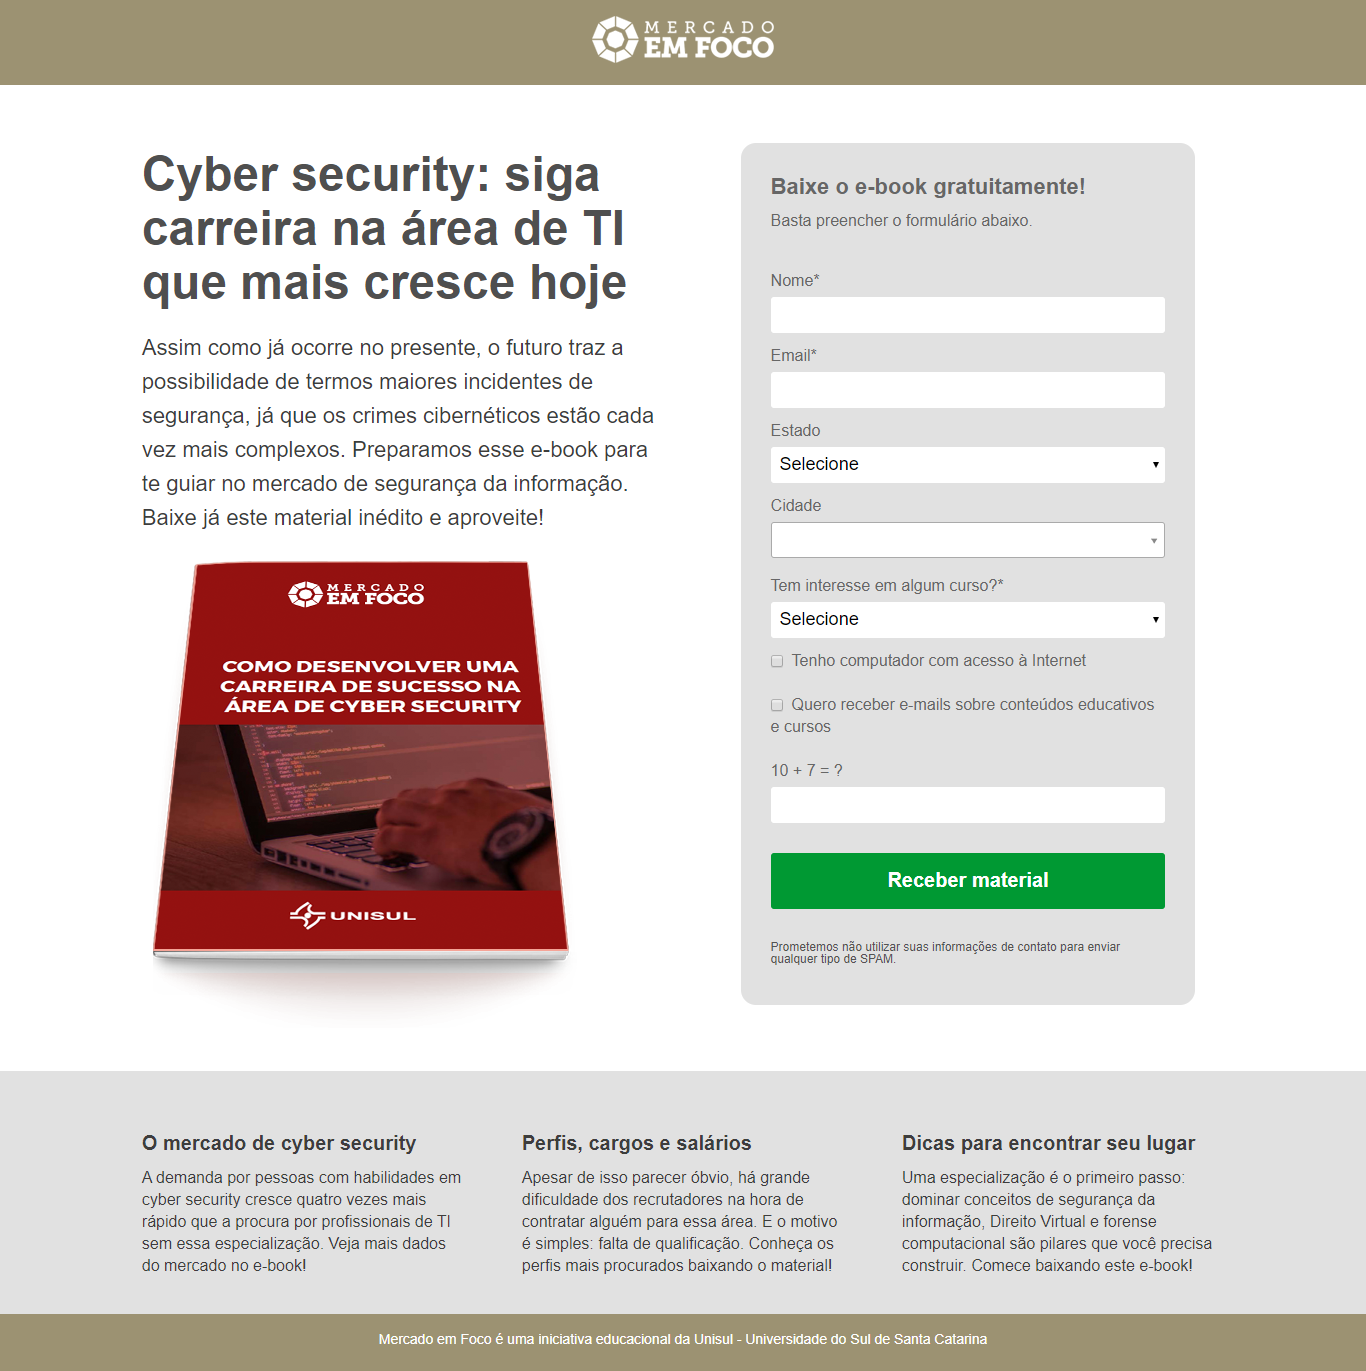 MERCADO
EM FOCO
Cyber security: siga
carreira na área de TI
que mais cresce hoje
Assim como já ocorre no presente, o futuro traz a
possibilidade de termos maiores incidentes de
segurança, já que os crimes cibernéticos estão cada
vez mais complexos. Preparamos esse e-book para
te guiar no mercado de segurança da informação.
Baixe já este material inédito e aproveite!
MERCADO
EM FOCO
COMO DESENVOLVER UMA
CARREIRA DE SUCESSO NA
ÁREA DE CYBER SECURITY
UNISUL
Baixe o e-book gratuitamente!
Basta preencher o formulário abaixo.
Nome*
Email*
Estado
Selecione
Cidade
Tem interesse em algum curso?*
Selecione
Tenho computador com acesso à Internet
Quero receber e-mails sobre conteúdos educativos
e cursos
10 + 7 = ?
Receber material
Prometemos não utilizar suas informações de contato para enviar
qualquer tipo de SPAM.
O mercado de cyber security
A demanda por pessoas com habilidades em
cyber security cresce quatro vezes mais
rápido que a procura por profissionais de TI
sem essa especialização. Veja mais dados
do mercado no e-book!
Perfis, cargos e salários
Apesar de isso parecer óbvio, há grande
dificuldade dos recrutadores na hora de
contratar alguém para essa área. E o motivo
é simples: falta de qualificação. Conheça os
perfis mais procurados baixando o material!
Dicas para encontrar seu lugar
Uma especialização é o primeiro passo:
dominar conceitos de segurança da
informação, Direito Virtual e forense
computacional são pilares que você precisa
construir. Comece baixando este e-book!
Mercado em Foco é uma iniciativa educacional da Unisul - Universidade do Sul de Santa Catarina